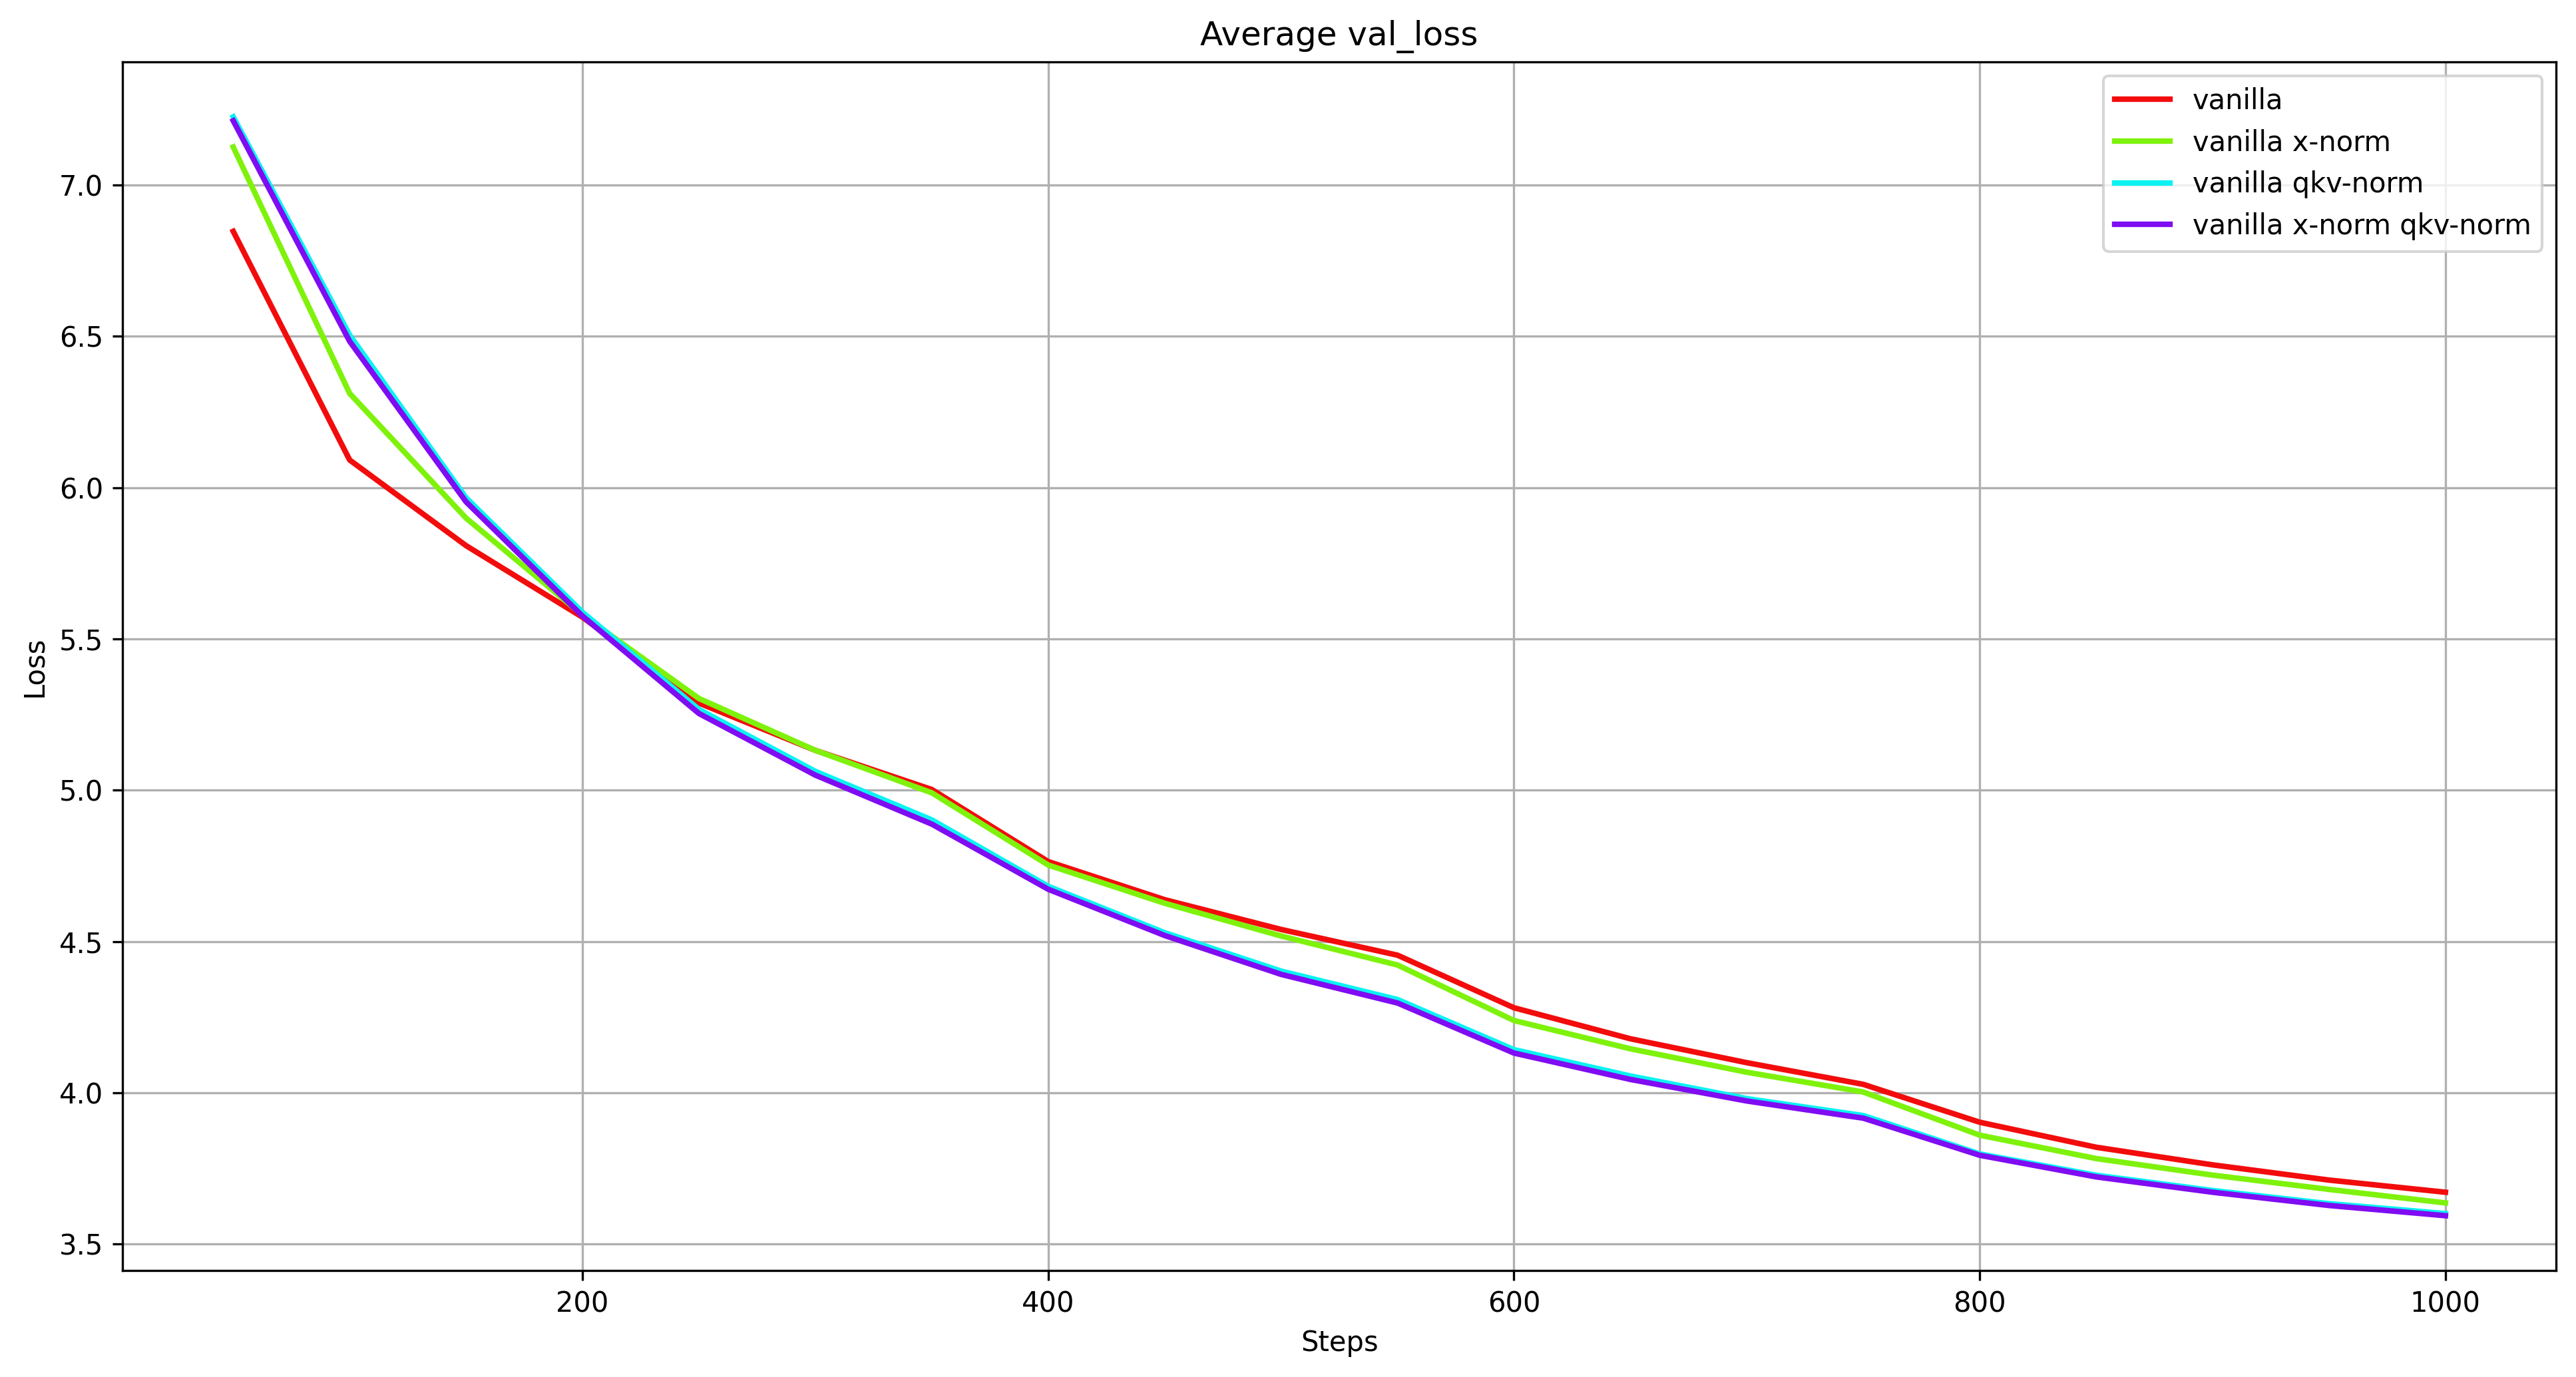 Average val_loss
vanilla
vanilla x-norm
vanilla qkv-norm
vanilla x-norm qkv-norm
7.0
6.5
6.0
5.5
5.0
4.5
4.0
3.5
Loss
200
400
600
800
1000
Steps